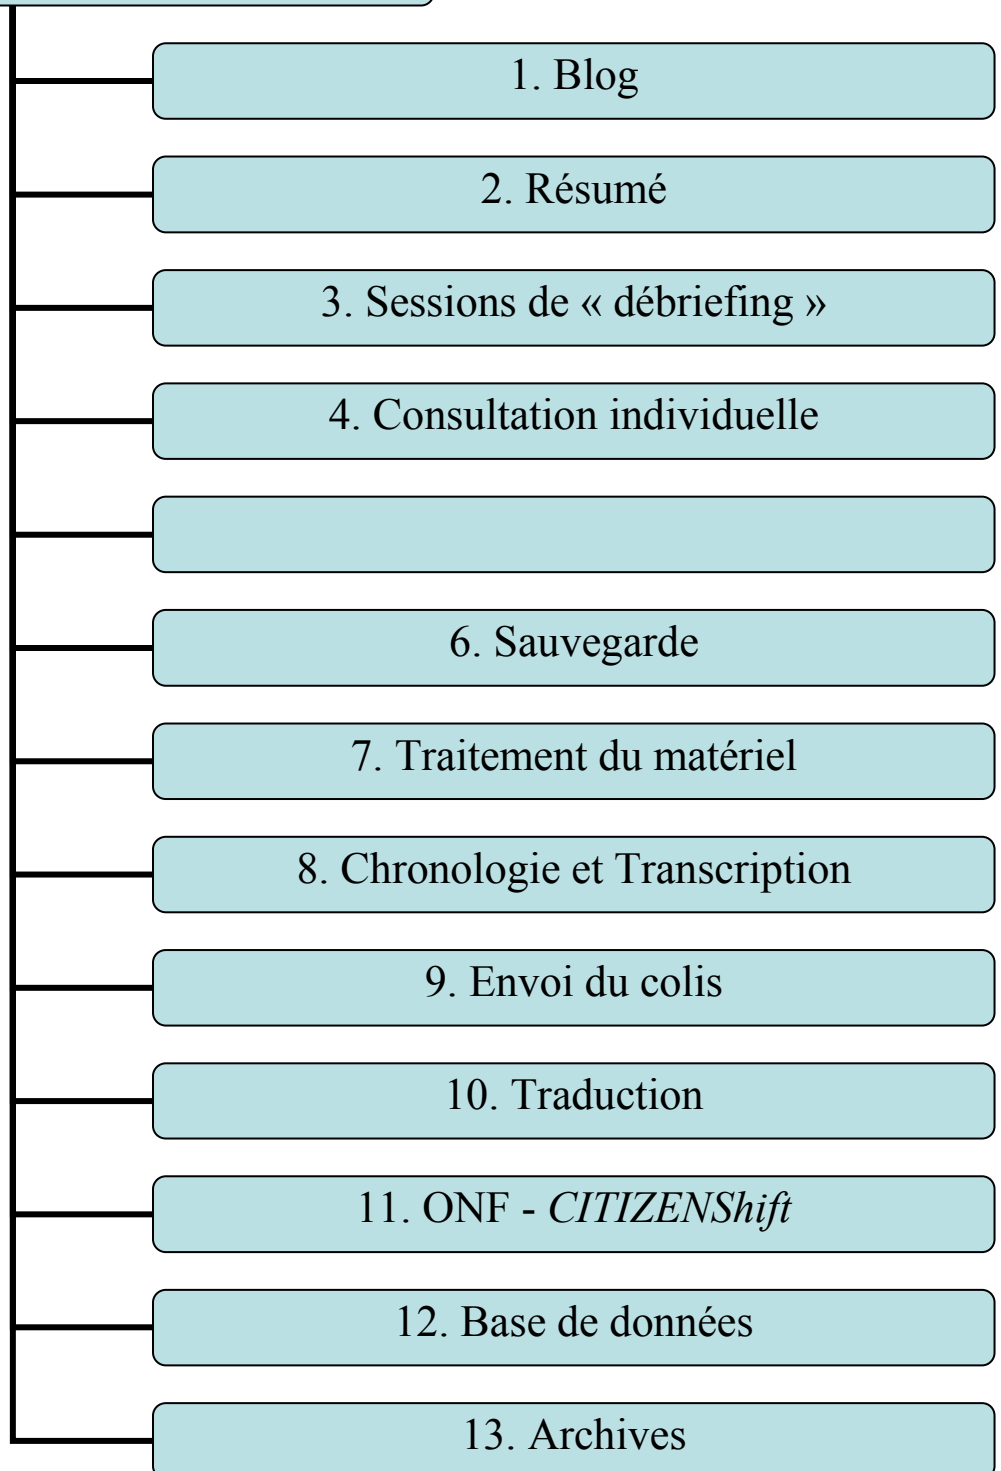 1. Blog
2. Résumé
3. Sessions de « débriefing »
4. Consultation individuelle
6. Sauvegarde
7. Traitement du matériel
8. Chronologie et Transcription
9. Envoi du colis
10. Traduction
11. ONF - CITIZENShift
12. Base de données
13. Archives